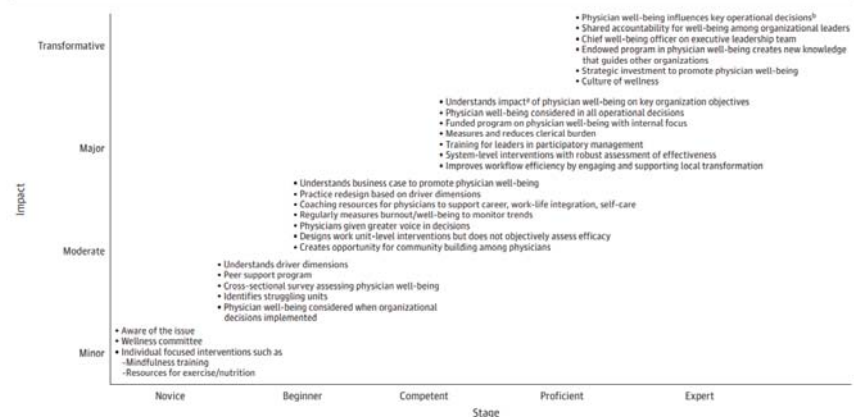 Transformative
• Physician well-being influences key operational decisionsᵇ
• Shared accountability for well-being among organizational leaders
• Chief well-being officer on executive leadership team
• Endowed program in physician well-being creates new knowledge
that guides other organizations
• Strategic investment to promote physician well-being
• Culture of wellness
Major
• Understands impactᵃ of physician well-being on key organization objectives
• Physician well-being considered in all operational decisions
• Funded program on physician well-being with internal focus
• Measures and reduces clerical burden
• Training for leaders in participatory management
• System-level interventions with robust assessment of effectiveness
• Improves workflow efficiency by engaging and supporting local transformation
Impact
Moderate
• Understands business case to promote physician well-being
• Practice redesign based on driver dimensions
• Coaching resources for physicians to support career, work-life integration, self-care
• Regularly measures burnout/well-being to monitor trends
• Physicians given greater voice in decisions
• Designs work unit-level interventions but does not objectively assess efficacy
• Creates opportunity for community building among physicians
• Understands driver dimensions
• Peer support program
• Cross-sectional survey assessing physician well-being
• Identifies struggling units
• Physician well-being considered when organizational
decisions implemented
Minor
• Aware of the issue
• Wellness committee
• Individual focused interventions such as
-Mindfulness training
-Resources for exercise/nutrition
Novice Beginner Competent Proficient Expert
Stage